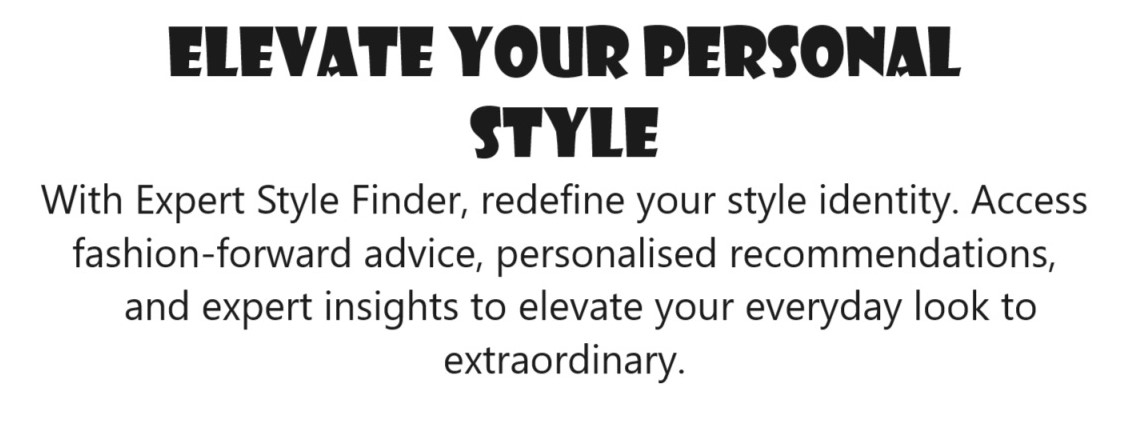 ELEVATE YOUR PERSONAL
STYLE
With Expert Style Finder, redefine your style identity. Access
fashion-forward advice, personalised recommendations,
and expert insights to elevate your everyday look to
extraordinary.